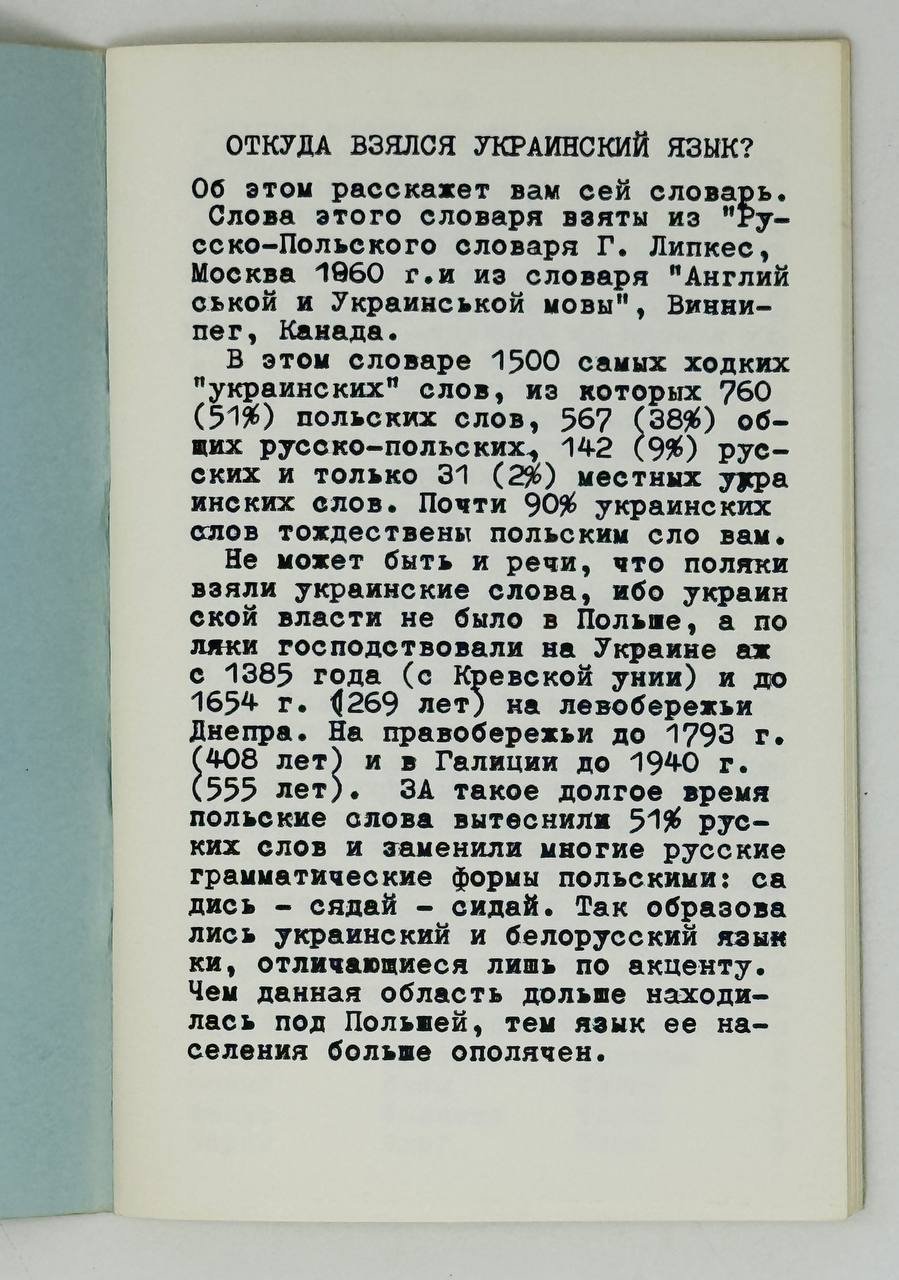 ОТКУДА ВЗЯЛСЯ УКРАИНСКИЙ ЯЗЫК?
Об этом расскажет вам сей словарь.
Слова этого словаря взяты из "Ру-
сско-Польского словаря Г. Липкес,
Москва 1960 г.и из словаря "Англий
ськой и Украинськой мовы", Винни-
пег, Канада.
В этом словаре 1500 самых ходких
"украинских" слов, из которых 760
(51%) польских слов, 567 (38%) об-
щих русско-польских, 142 (9%) рус-
ских и только 31 (2%) местных укра
инских слов. Почти 90% украинских
слов тождествены польским сло вам.
Не может быть и речи, что поляки
взяли украинские слова, ибо украин
ской власти не было в Польше, а по
ляки господствовали на Украине аж
с 1385 года (с Кревской унии) и до
1654 г. (269 лет) на левобережьи
Днепра. На правобережьи до 1793 г.
(408 лет) и в Галиции до 1940 г.
(555 лет). ЗА такое долгое время
польские слова вытеснили 51% рус-
ких слов и заменили многие русские
грамматические формы польскими: са
дись - сядай - сидай. Так образова
лись украинский и белорусский язын
ки, отличающиеся лишь по акценту.
Чем данная область дольше находи-
лась под Польшей, тем язык ее на-
селения больше ополячен.